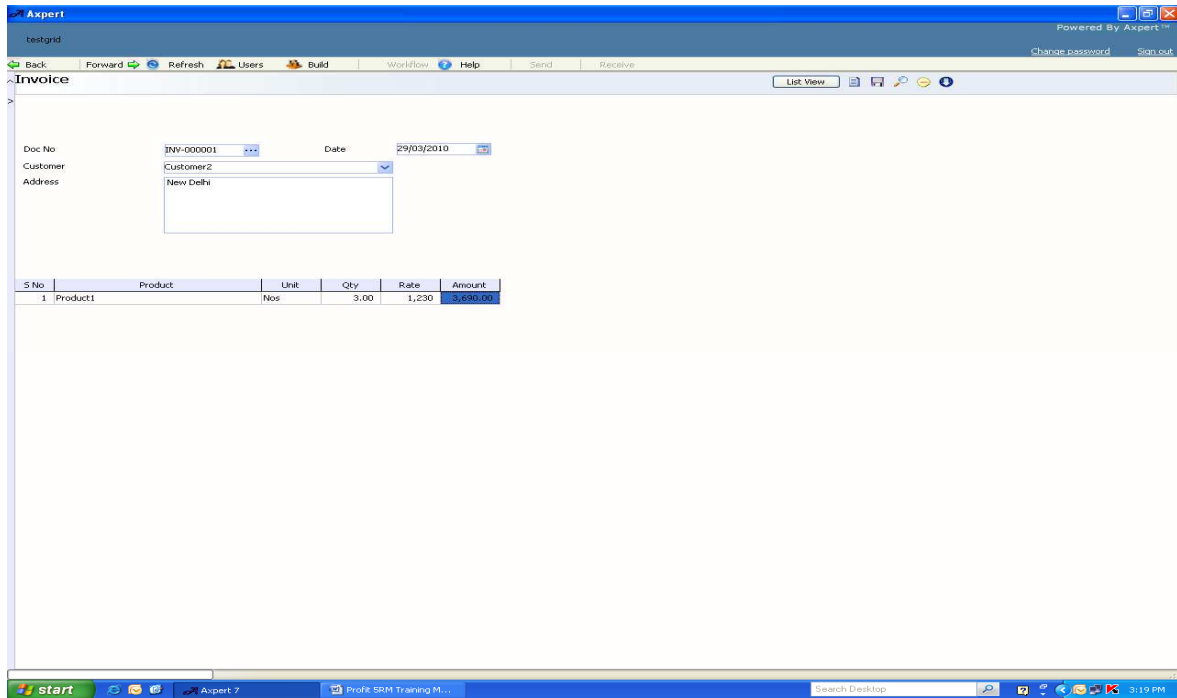 Axpert
Powered By Axpert™
testgrid
Change password Sign out
Back Forward Refresh Users Build Workflow Help Send Receive
Invoice List View
>
Doc No INV-000001 ... Date 29/03/2010
Customer Customer2
Address New Delhi
S No Product Unit Qty Rate Amount
1 Product1 Nos 3.00 1,230 3,690.00
start Axpert 7 Profit SRM Training M... Search Desktop 3:19 PM